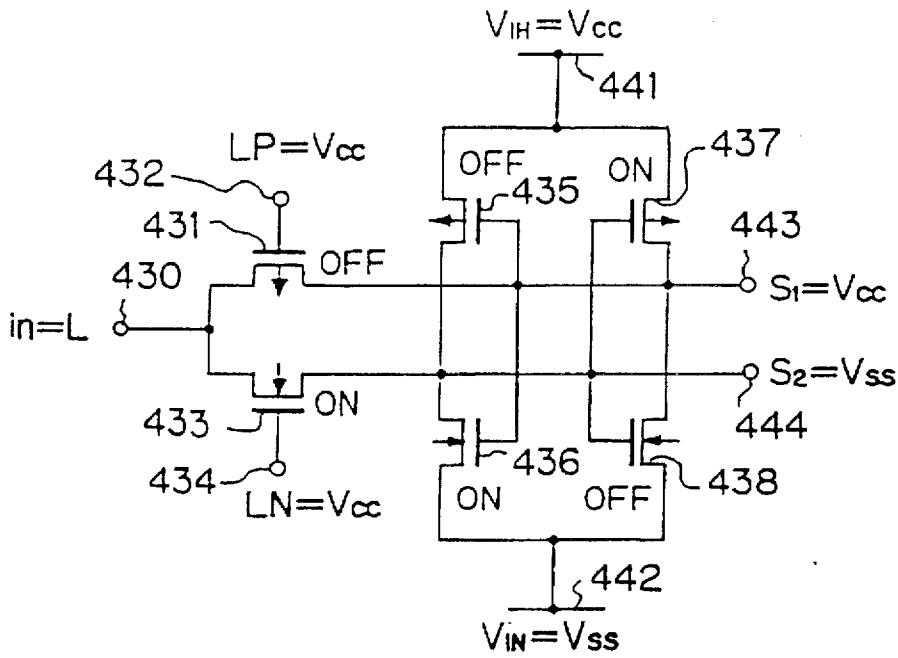 VIH=VCC
441
LP=VCC
432
431
OFF
430
in=L
OFF
435
ON
437
443
S1=VCC
S2=VSS
444
433
ON
434
LN=VCC
436
ON
OFF
438
442
VIN=VSS